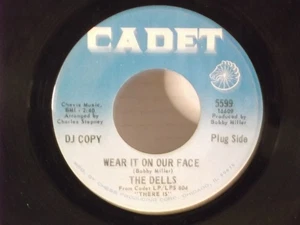 CADET
Chevis Music,
BMI - 2:40
Arranged by
Charles Stepney
5599
Produced by
Bobby Miller
DJ COPY
Plug Side
WEAR IT ON OUR FACE
(Bobby Miller)
THE DELLS
From Cadet LP/LPS 804
"THERE IS"